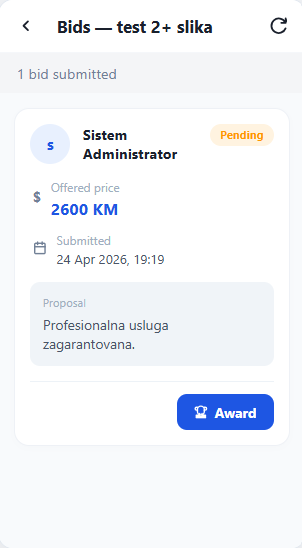 Bids — test 2+ slika
1 bid submitted
s
Sistem
Administrator
Pending
$
Offered price
2600 KM
Submitted
24 Apr 2026, 19:19
Proposal
Profesionalna usluga
zagarantovana.
Award